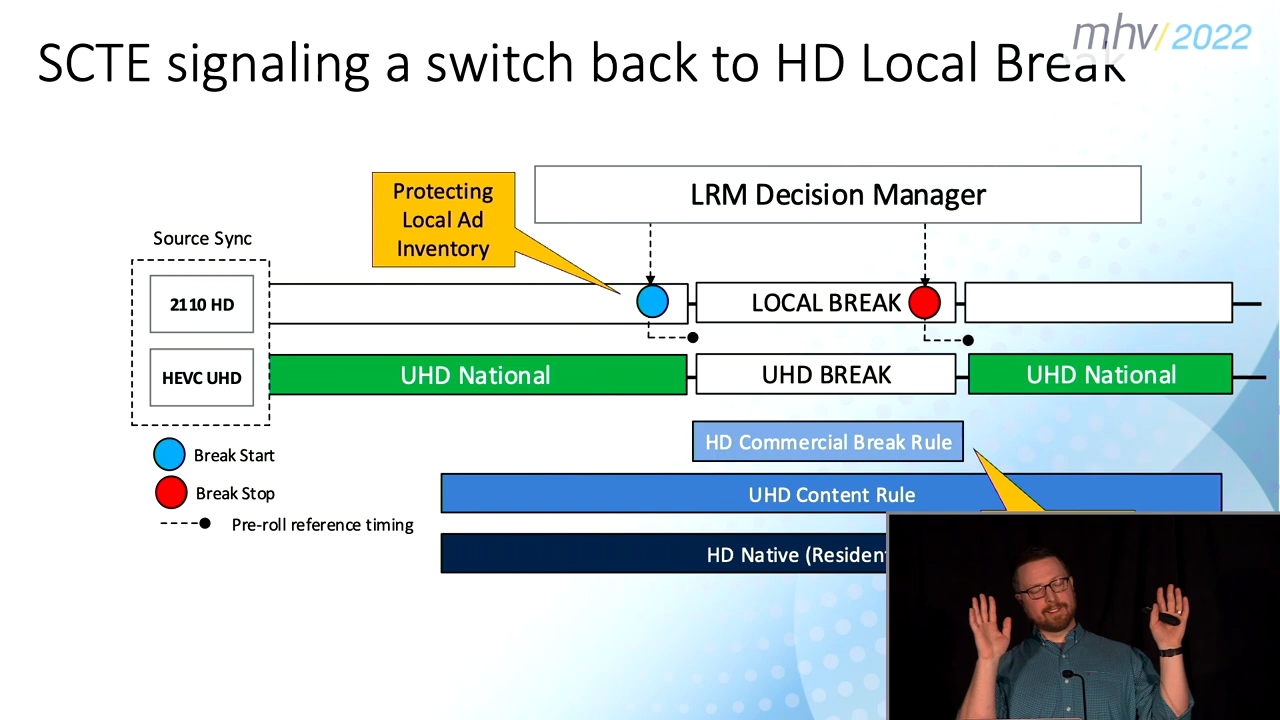 mhv/2022
SCTE signaling a switch back to HD Local Break
LRM Decision Manager
Protecting
Local Ad
Inventory
Source Sync
2110 HD
LOCAL BREAK
HEVC UHD
UHD National
UHD BREAK
UHD National
HD Commercial Break Rule
Break Start
Break Stop
UHD Content Rule
Pre-roll reference timing
HD Native (Resident